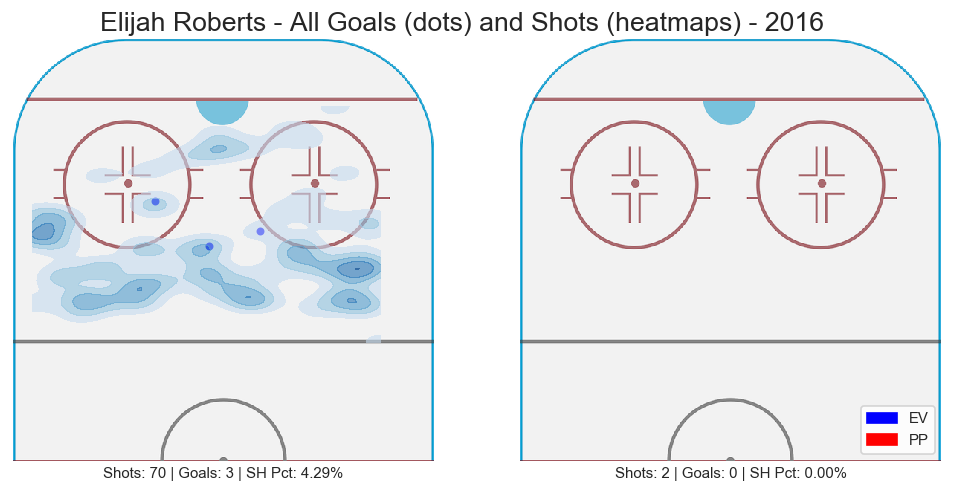 Elijah Roberts - All Goals (dots) and Shots (heatmaps) - 2016
EV
PP
Shots: 70 | Goals: 3 | SH Pct: 4.29%
Shots: 2 | Goals: 0 | SH Pct: 0.00%